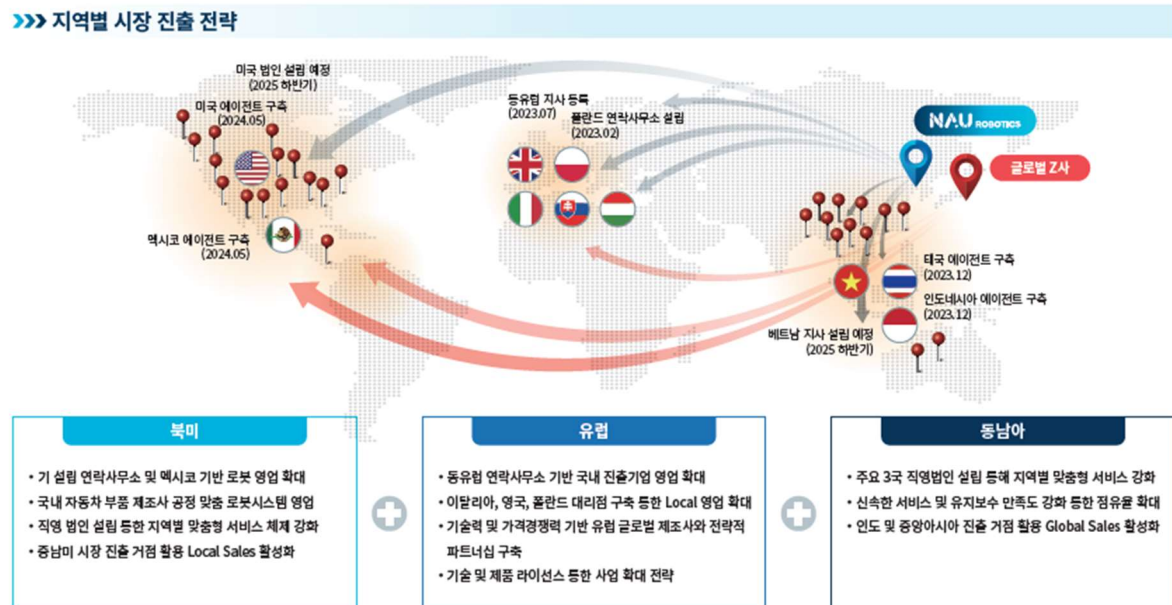 >>> 지역별 시장 진출 전략
미국 법인 설립 예정
(2025 하반기)
미국 에이전트 구축
(2024.05)
멕시코 에이전트 구축
(2024.05)
동유럽 지사 등록
(2023.07)
폴란드 연락사무소 설립
(2023.02)
NAU ROBOTICS
글로벌 Z사
태국 에이전트 구축
(2023.12)
인도네시아 에이전트 구축
(2023.12)
베트남 지사 설립 예정
(2025 하반기)
북미
• 기 설립 연락사무소 및 멕시코 기반 로봇 영업 확대
• 국내 자동차 부품 제조사 공정 맞춤 로봇시스템 영업
• 직영 법인 설립 통한 지역별 맞춤형 서비스 체제 강화
• 중남미 시장 진출 거점 활용 Local Sales 활성화
유럽
• 동유럽 연락사무소 기반 국내 진출기업 영업 확대
• 이탈리아, 영국, 폴란드 대리점 구축 통한 Local 영업 확대
• 기술력 및 가격경쟁력 기반 유럽 글로벌 제조사와 전략적
파트너십 구축
• 기술 및 제품 라이선스 통한 사업 확대 전략
동남아
• 주요 3국 직영법인 설립 통해 지역별 맞춤형 서비스 강화
• 신속한 서비스 및 유지보수 만족도 강화 통한 점유율 확대
• 인도 및 중앙아시아 진출 거점 활용 Global Sales 활성화